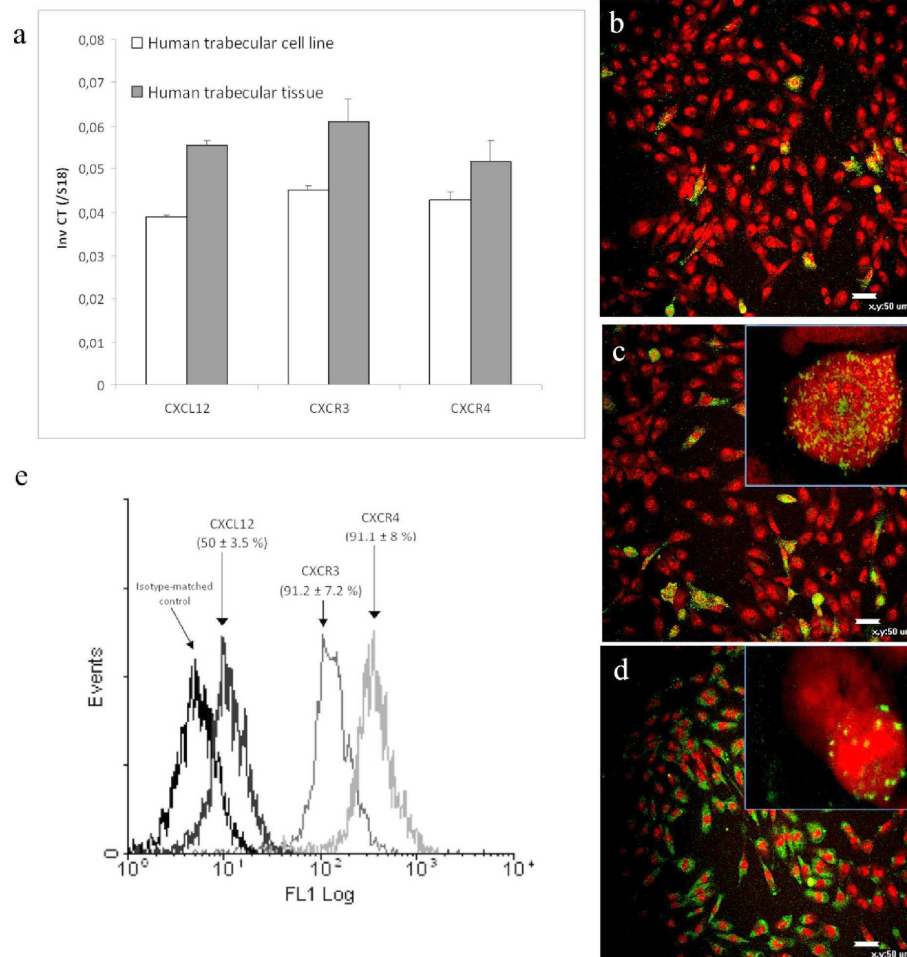 a
0,08
0,07
0,06
0,05
0,04
0,03
0,02
0,01
0
Inv CT (/S18)
Human trabecular cell line
Human trabecular tissue
CXCL12
CXCR3
CXCR4
b
x,y:50 um
c
x,y:50 um
d
x,y:50 um
e
Events
0
Isotype-matched
control
CXCL12
(50 ± 3.5 %)
CXCR3
(91.2 ± 7.2 %)
CXCR4
(91.1 ± 8 %)
10⁰
10¹
10²
10³
10⁴
FL1 Log